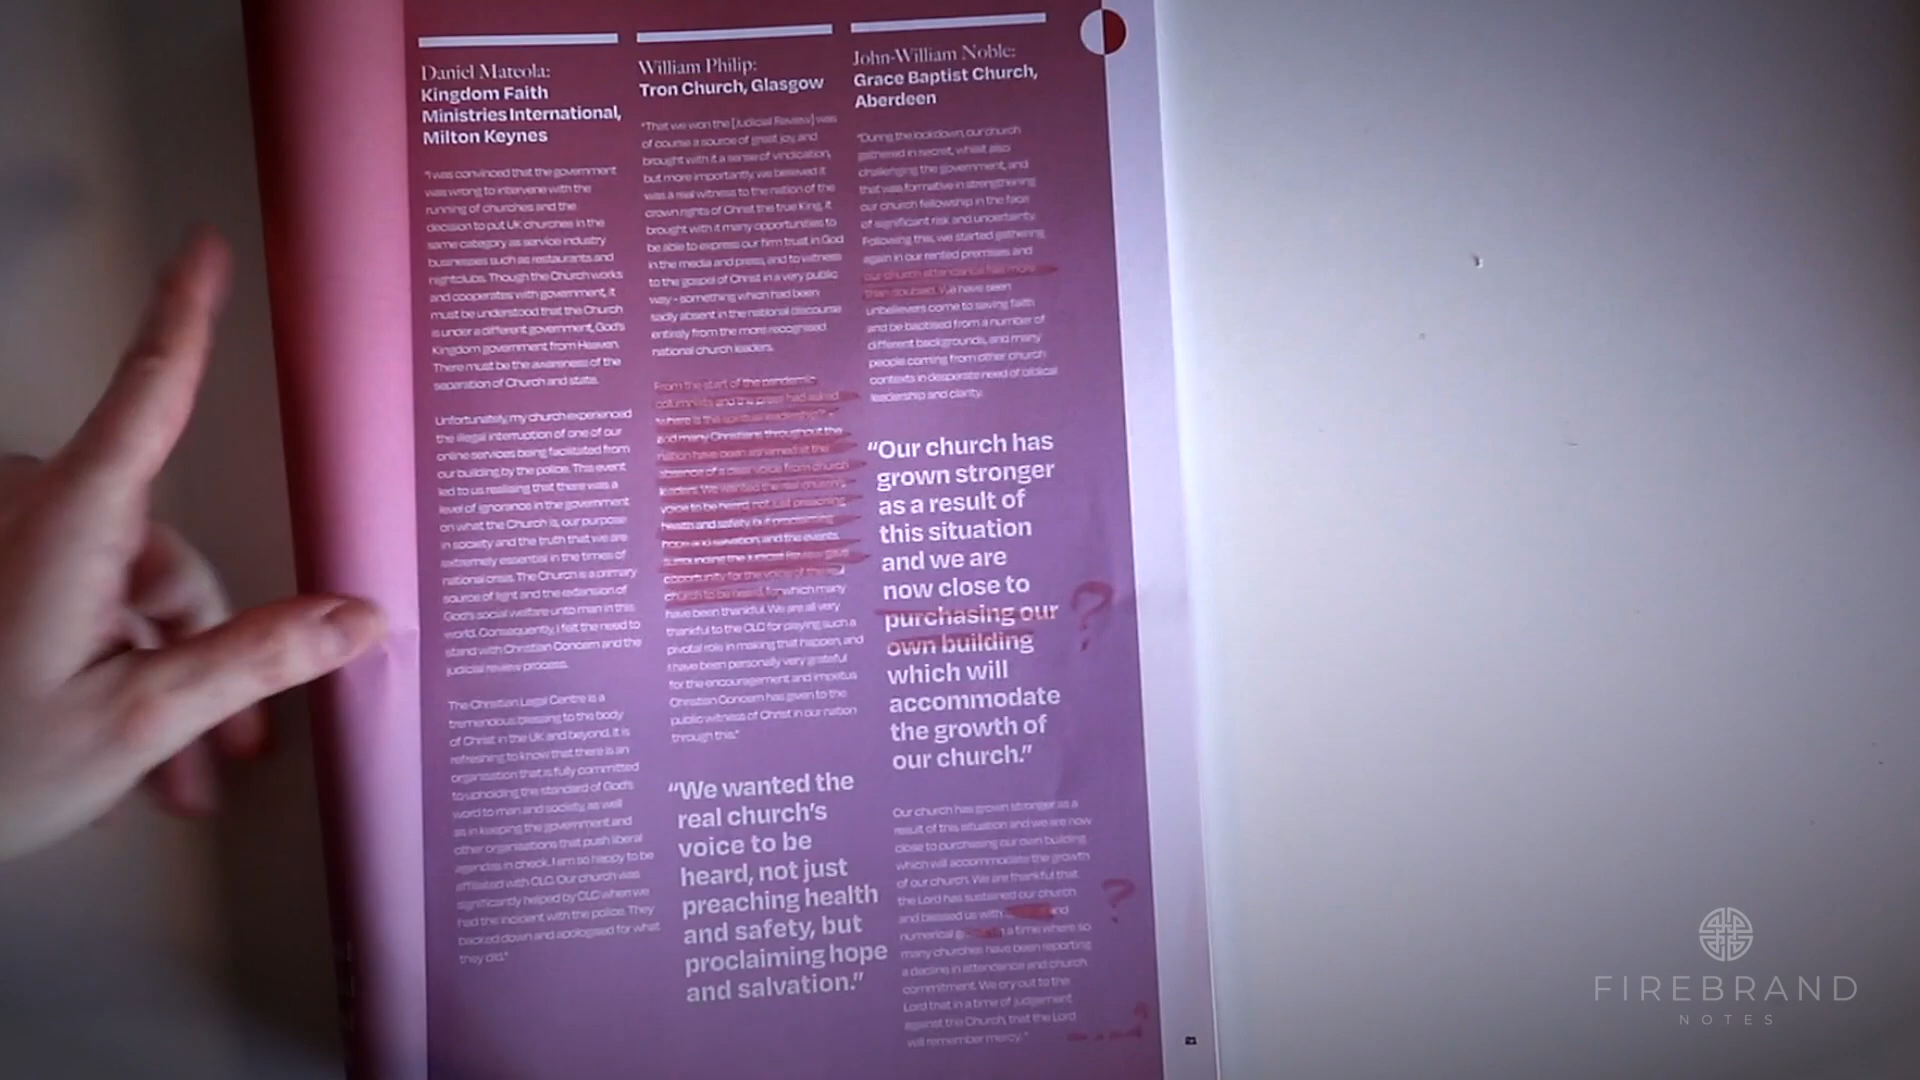 Daniel Mateola:
Kingdom Faith
Ministries International,
Milton Keynes
"I was convinced that the government
was wrong to intervene with the
running of churches and the
decision to put UK churches in the
same category as service industry
businesses such as restaurants and
nightclubs. Though the Church works
and cooperates with government, it
must be understood that the Church
is under a different government, God's
Kingdom government from Heaven.
There must be the awareness of the
separation of Church and state.
Unfortunately, my church experienced
the illegal interruption of one of our
online services being facilitated from
our building by the police. This event
led to us realising that there was a
level of ignorance in the government
on what the Church is, our purpose
in society and the truth that we are
extremely essential in the times of
national crisis. The Church is a primary
source of light and the extension of
God's social welfare unto man in this
world. Consequently, I felt the need to
stand with Christian Concern and the
judicial review process.
The Christian Legal Centre is a
tremendous blessing to the body
of Christ in the UK and beyond. It is
refreshing to know that there is an
organisation that is fully committed
to upholding the standard of God's
word to man and society, as well
as in keeping the government and
other organisations that push liberal
agendas in check. I am so happy to be
affiliated with CLC. Our church was
significantly helped by CLC when we
had the incident with the police. They
backed down and apologised for what
they did."
William Philip:
Tron Church, Glasgow
"That we won the [Judicial Review] was
of course a source of great joy, and
brought with it a sense of vindication,
but more importantly, we believed it
was a real witness to the nation of the
crown rights of Christ the true King. It
brought with it many opportunities to
be able to express our firm trust in God
in the media and press, and to witness
to the gospel of Christ in a very public
way - something which had been
sadly absent in the national discourse
entirely from the more recognised
national church leaders.
From the start of the pandemic,
columnists and the press had asked
'where is the spiritual leadership?',
and many Christians throughout the
nation have been ashamed at the
absence of a clear voice from church
leaders. We wanted the real church's
voice to be heard, not just preaching
health and safety, but proclaiming
hope and salvation, and the events
surrounding the Judicial Review gave
opportunity for the voice of the
church to be heard, for which many
have been thankful. We are all very
thankful to the CLC for playing such a
pivotal role in making that happen, and
I have been personally very grateful
for the encouragement and impetus
Christian Concern has given to the
public witness of Christ in our nation
through this."
"We wanted the
real church's
voice to be
heard, not just
preaching health
and safety, but
proclaiming hope
and salvation."
John-William Noble:
Grace Baptist Church,
Aberdeen
"During the lockdown, our church
gathered in secret, whilst also
challenging the government, and
that was formative in strengthening
our church fellowship in the face
of significant risk and uncertainty.
Following this, we started gathering
again in our rented premises and
our church attendance has more
than doubled. We have seen
unbelievers come to saving faith
and be baptised from a number of
different backgrounds, and many
people coming from other church
contexts in desperate need of biblical
leadership and clarity.
"Our church has
grown stronger
as a result of
this situation
and we are
now close to
purchasing our
own building
which will
accommodate
the growth of
our church."
?
Our church has grown stronger as a
result of this situation and we are now
close to purchasing our own building,
which will accommodate the growth
of our church. We are thankful that
the Lord has sustained our church
and blessed us with and
numerical a time where so
many churches have been reporting
a decline in attendance and church
commitment. We cry out to the
Lord that in a time of judgement
against the Church, that the Lord
will remember mercy."
?
FIREBRAND
NOTES